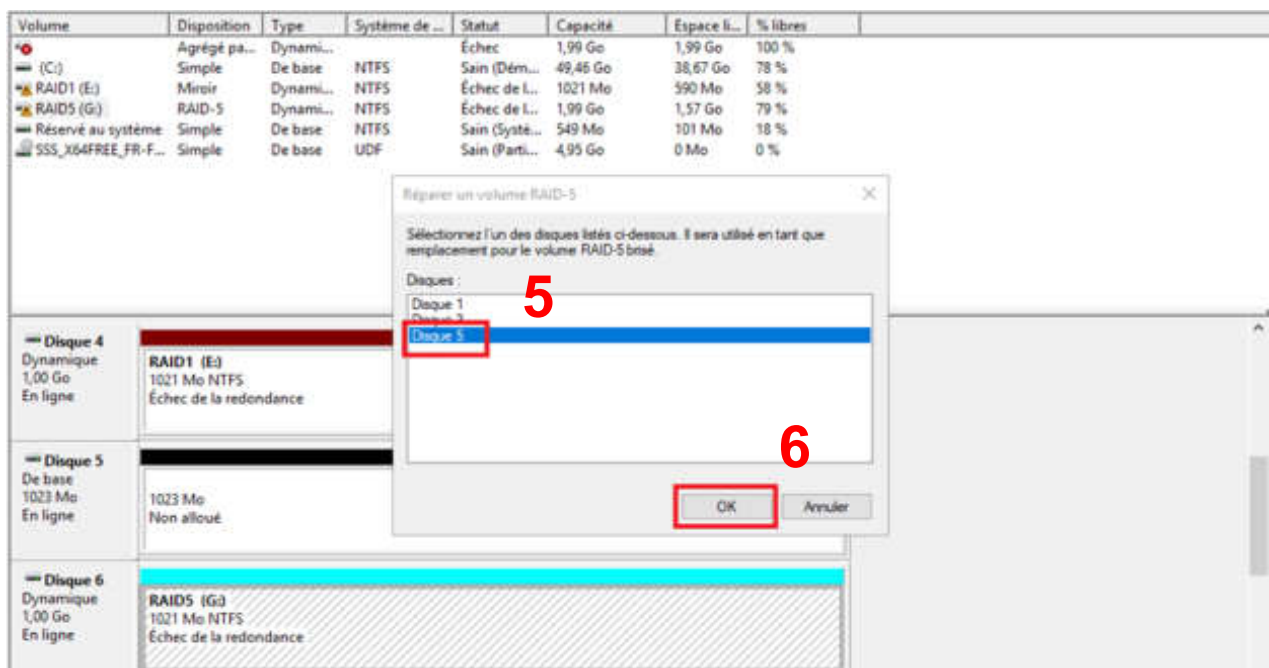 Volume Disposition Type Système de ... Statut Capacité Espace li... % libres
Agrégé pa... Dynami... Échec 1,99 Go 1,99 Go 100 %
(C:) Simple De base NTFS Sain (Dém... 49,46 Go 38,67 Go 78 %
RAID1 (E:) Miroir Dynami... NTFS Échec de l... 1021 Mo 590 Mo 58 %
RAID5 (G:) RAID-5 Dynami... NTFS Échec de l... 1,99 Go 1,57 Go 79 %
Réservé au système Simple De base NTFS Sain (Systè... 549 Mo 101 Mo 18 %
SSS_X64FREE_FR-F... Simple De base UDF Sain (Parti... 4,95 Go 0 Mo 0 %
Réparer un volume RAID-5
Sélectionnez l'un des disques listés ci-dessous. Il sera utilisé en tant que
remplacement pour le volume RAID-5 brisé.
Disques :
5
Disque 1
Disque 5
6
OK Annuler
Disque 4
Dynamique
1,00 Go
En ligne
RAID1 (E:)
1021 Mo NTFS
Échec de la redondance
Disque 5
De base
1023 Mo
En ligne
1023 Mo
Non alloué
Disque 6
Dynamique
1,00 Go
En ligne
RAID5 (G:)
1021 Mo NTFS
Échec de la redondance